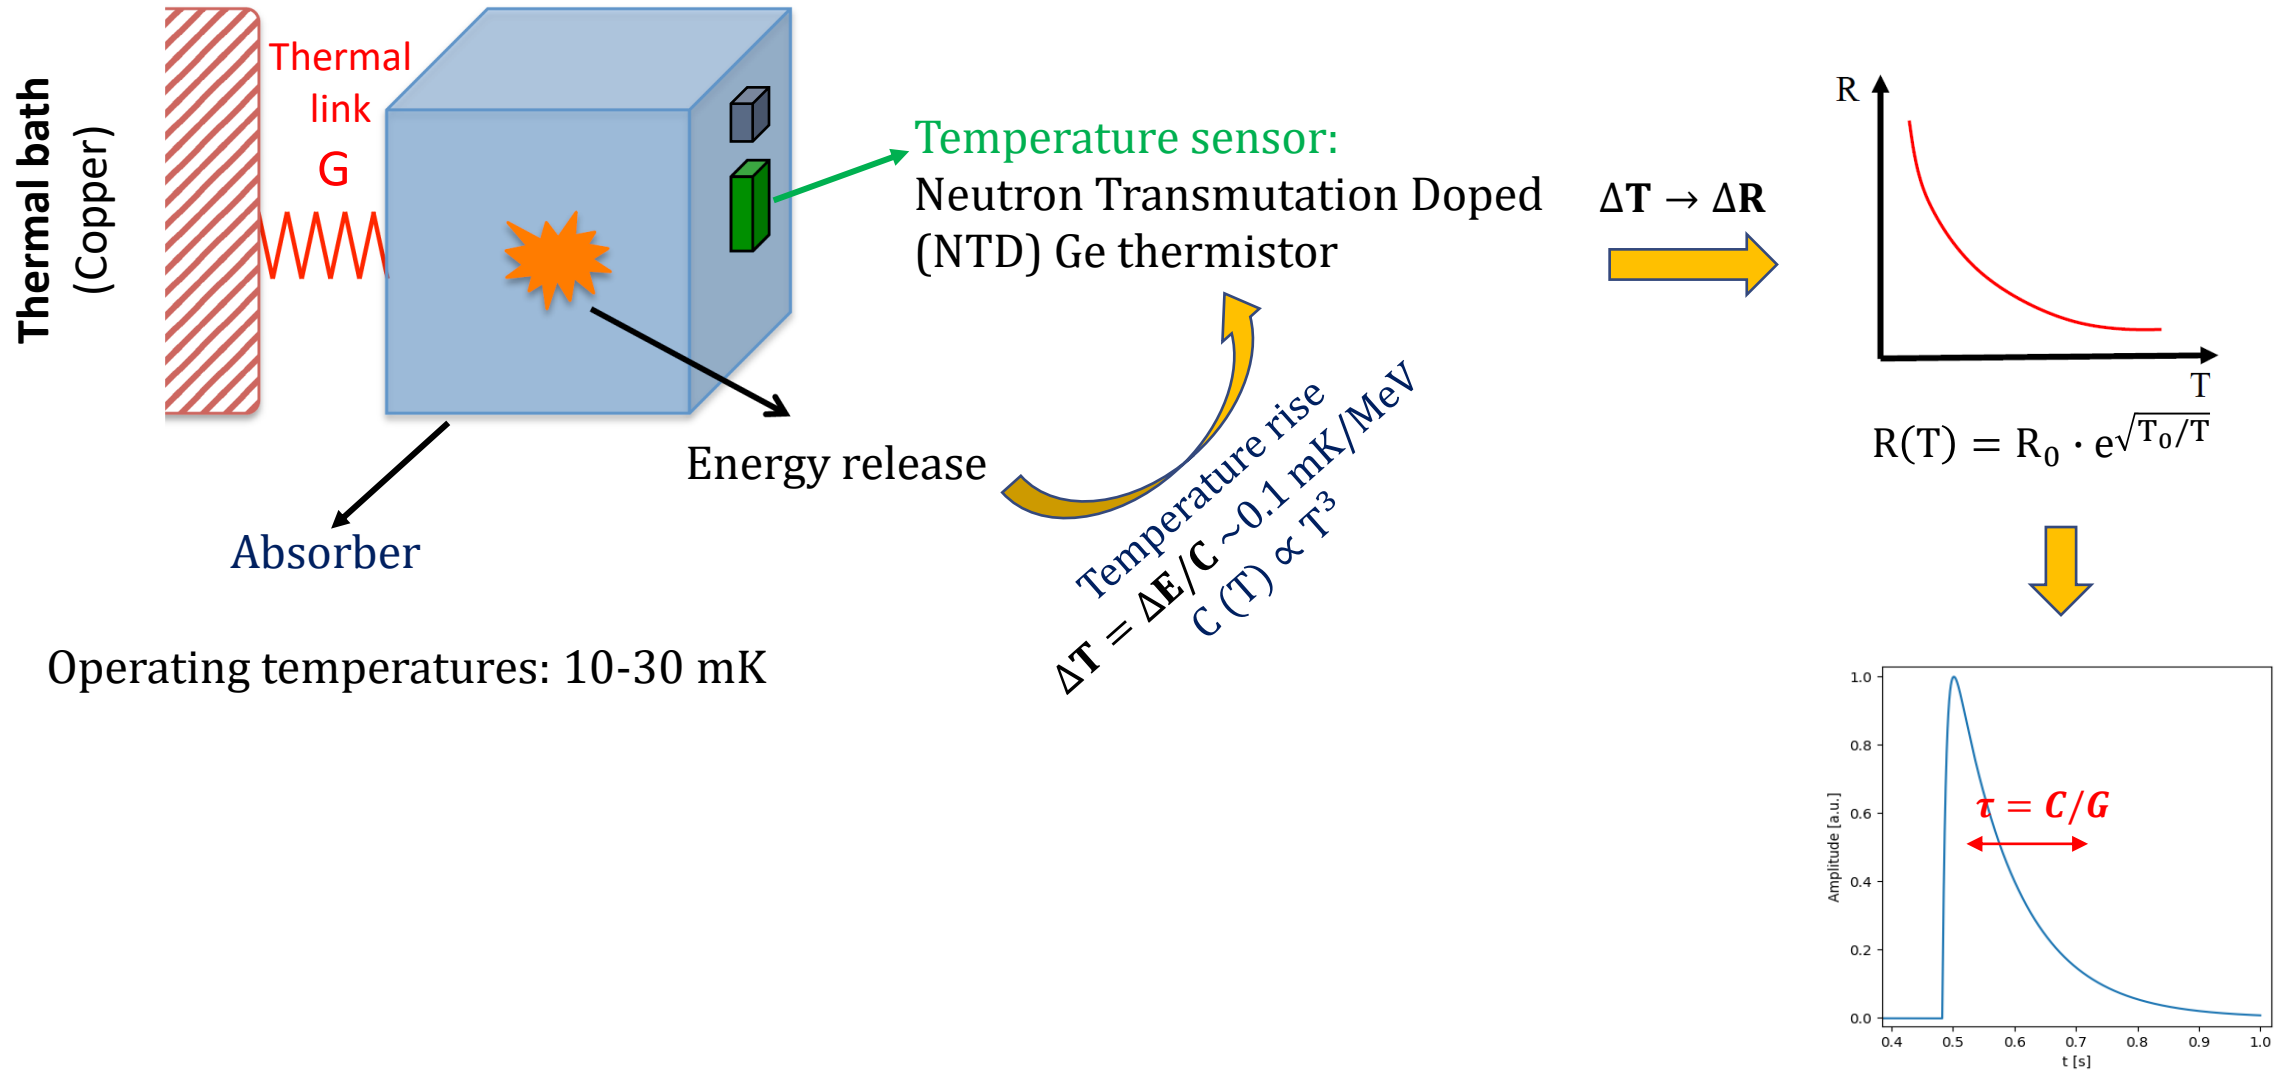 Thermal bath
(Copper)
Thermal
link
G
Temperature sensor:
Neutron Transmutation Doped
(NTD) Ge thermistor
ΔT → ΔR
R
T
R(T) = R₀ · e^√(T₀/T)
Energy release
Absorber
Temperature rise
ΔT = ΔE/C ~0.1 mK/MeV
C (T) ∝ T³
Operating temperatures: 10-30 mK
1.0
0.8
0.6
0.4
0.2
0.0
Amplitude [a.u.]
τ = C/G
0.4 0.5 0.6 0.7 0.8 0.9 1.0
t [s]